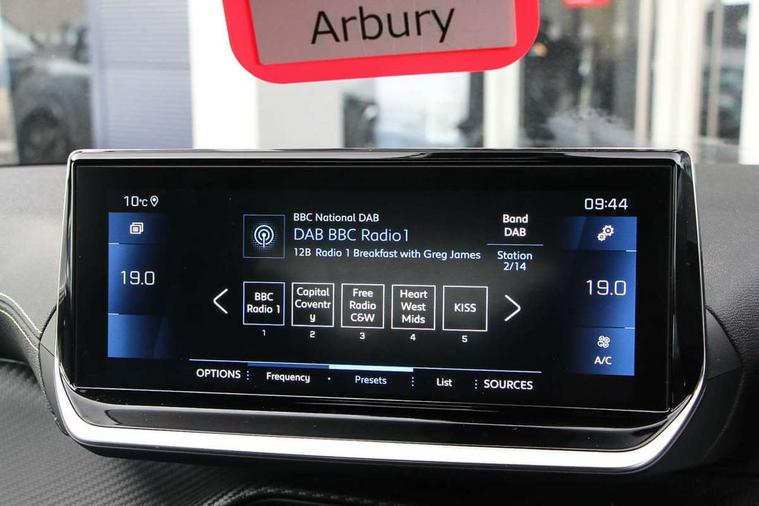 Arbury
10°C
09:44
BBC National DAB
DAB BBC Radio 1
12B Radio 1 Breakfast with Greg James
Band
DAB
Station
2/14
19.0
19.0
BBC
Radio 1
1
Capital
Coventr
y
2
Free
Radio
C&W
3
Heart
West
Mids
4
KISS
5
A/C
OPTIONS
Frequency
Presets
List
SOURCES